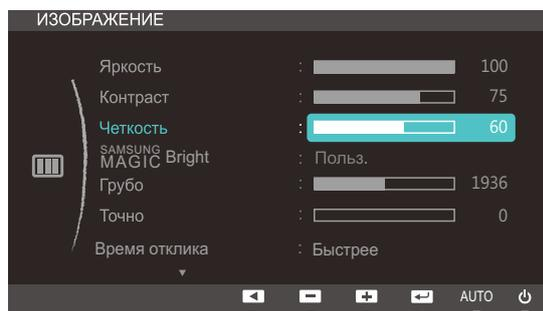 ИЗОБРАЖЕНИЕ
Яркость : 100
Контраст : 75
Четкость : 60
SAMSUNG MAGIC Bright : Польз.
Грубо : 1936
Точно : 0
Время отклика : Быстрее
AUTO